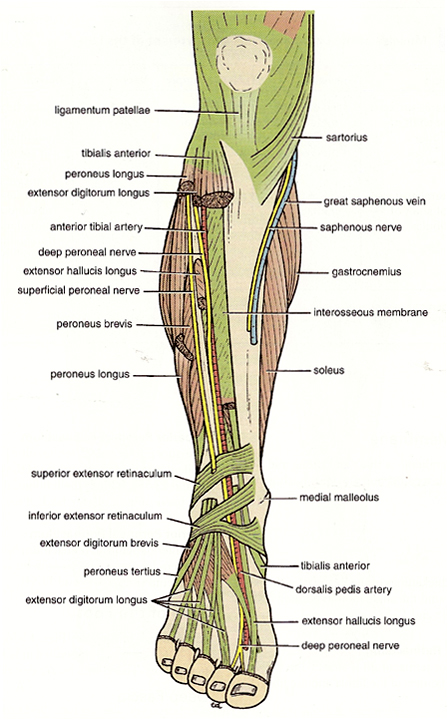 ligamentum patellae
tibialis anterior
peroneus longus
extensor digitorum longus
anterior tibial artery
deep peroneal nerve
extensor hallucis longus
superficial peroneal nerve
peroneus brevis
peroneus longus
superior extensor retinaculum
inferior extensor retinaculum
extensor digitorum brevis
peroneus tertius
extensor digitorum longus
sartorius
great saphenous vein
saphenous nerve
gastrocnemius
interosseous membrane
soleus
medial malleolus
tibialis anterior
dorsalis pedis artery
extensor hallucis longus
deep peroneal nerve